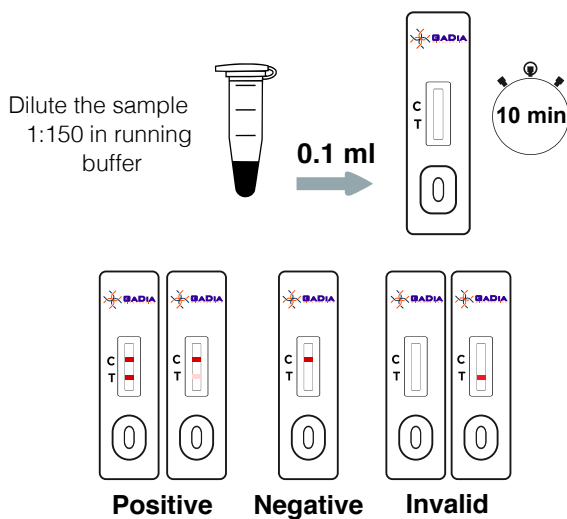 GADIA
Dilute the sample
1:150 in running
buffer
0.1 ml
C
T
10 min
GADIA
GADIA
GADIA
GADIA
GADIA
C
T
C
T
C
T
C
T
C
T
Positive
Negative
Invalid